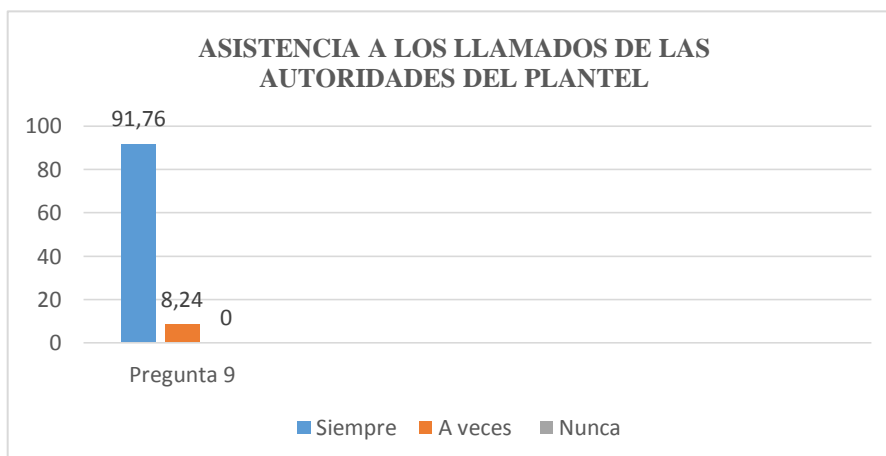 ASISTENCIA A LOS LLAMADOS DE LAS
AUTORIDADES DEL PLANTEL
91,76
100
80
60
40
8,24
20
0
0
Pregunta 9
Siempre A veces Nunca